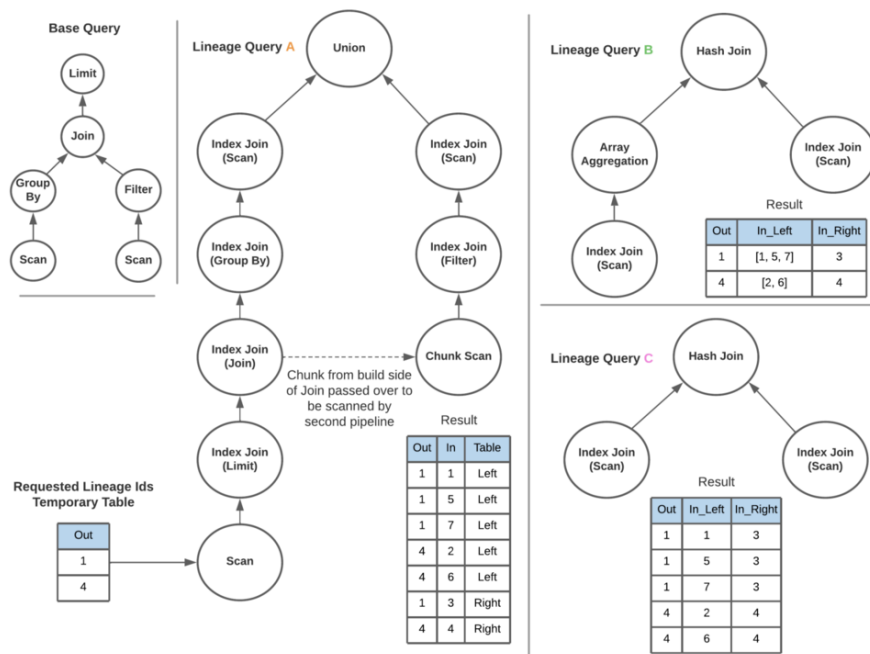 Base Query
Limit
Join
Group
By
Filter
Scan
Scan
Lineage Query A
Union
Index Join
(Scan)
Index Join
(Scan)
Index Join
(Group By)
Index Join
(Filter)
Index Join
(Join)
Chunk Scan
Chunk from build side
of Join passed over to
be scanned by
second pipeline
Index Join
(Limit)
Requested Lineage Ids
Temporary Table
Out
1
4
Scan
Result
Out In Table
1 1 Left
1 5 Left
1 7 Left
4 2 Left
4 6 Left
1 3 Right
4 4 Right
Lineage Query B
Hash Join
Array
Aggregation
Index Join
(Scan)
Index Join
(Scan)
Result
Out In_Left In_Right
1 [1, 5, 7] 3
4 [2, 6] 4
Lineage Query C
Hash Join
Index Join
(Scan)
Index Join
(Scan)
Result
Out In_Left In_Right
1 1 3
1 5 3
1 7 3
4 2 4
4 6 4